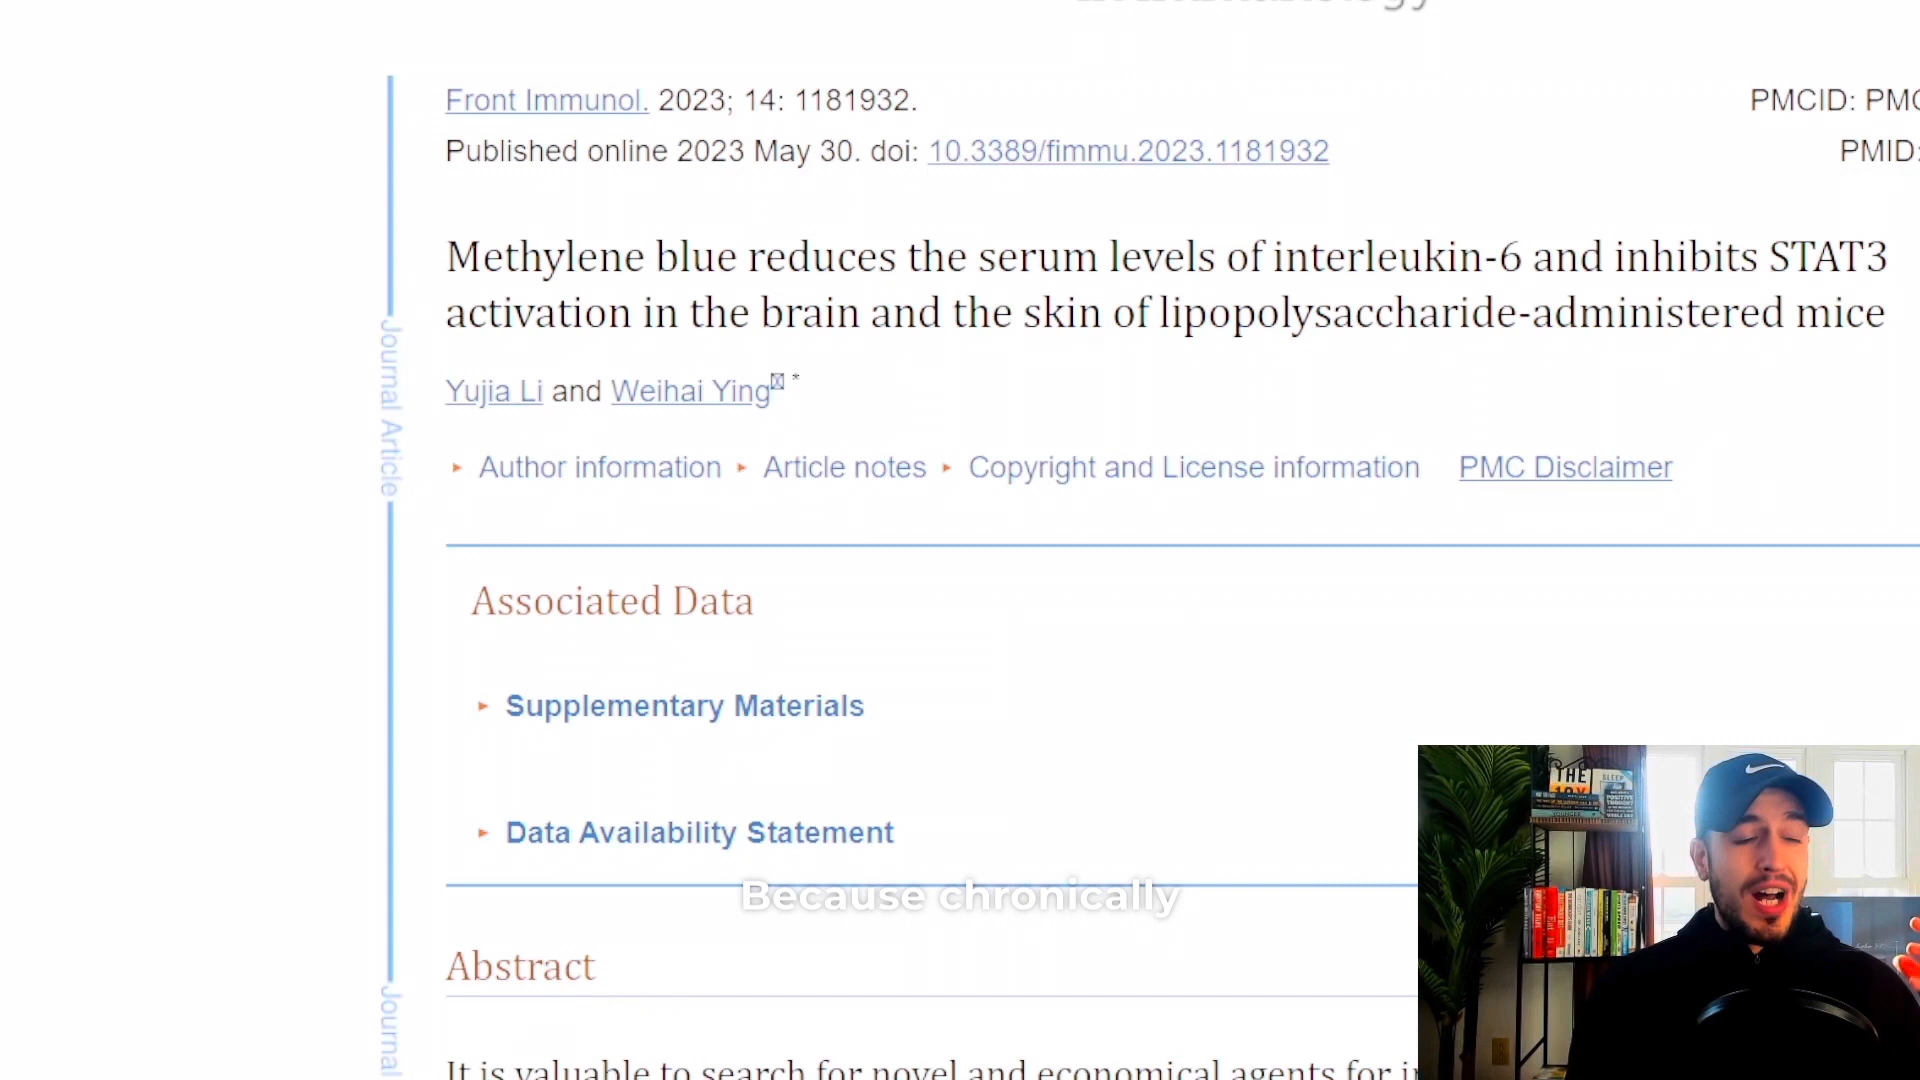 Front Immunol. 2023; 14: 1181932.
PMCID: PMC
Published online 2023 May 30. doi: 10.3389/fimmu.2023.1181932
PMID:
Methylene blue reduces the serum levels of interleukin-6 and inhibits STAT3
activation in the brain and the skin of lipopolysaccharide-administered mice
Yujia Li and Weihai Ying *
Author information Article notes Copyright and License information PMC Disclaimer
Journal Article
Associated Data
Supplementary Materials
Data Availability Statement
Because chronically
Abstract
Journal
It is valuable to search for novel and economical agents for
THE
SLEEP
POSITIVE